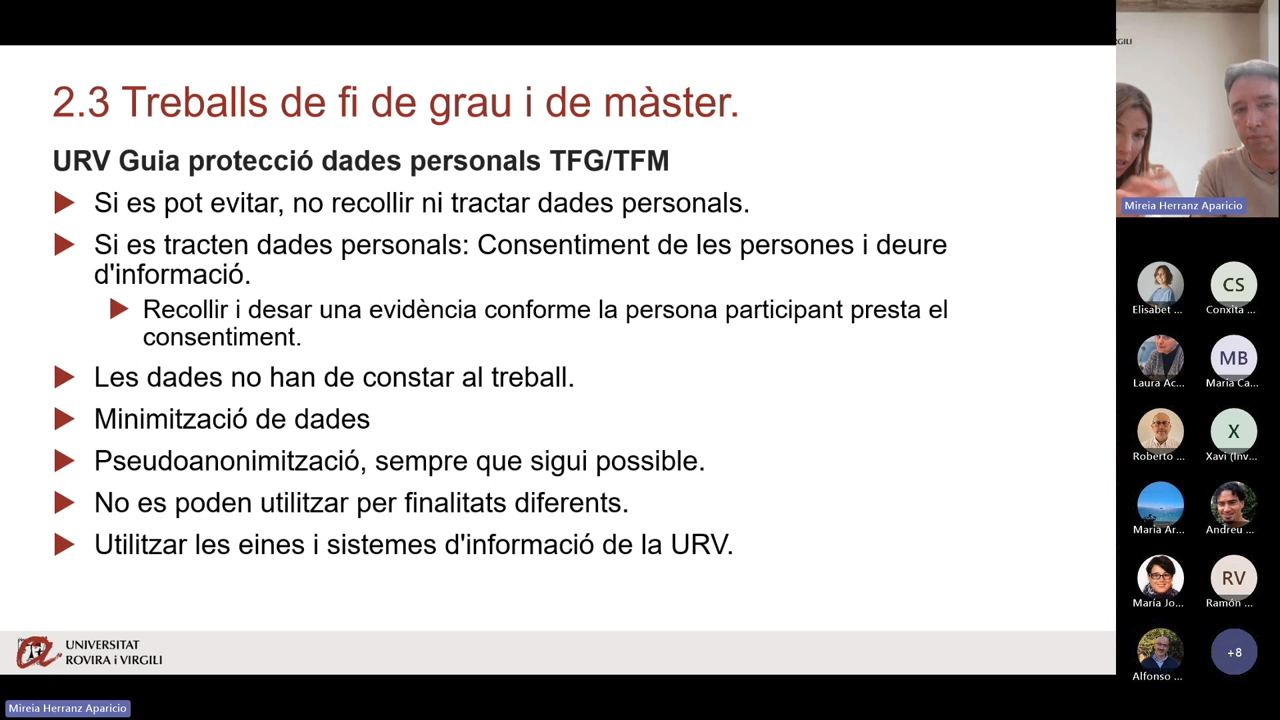 2.3 Treballs de fi de grau i de màster.
URV Guia protecció dades personals TFG/TFM
Si es pot evitar, no recollir ni tractar dades personals.
Si es tracten dades personals: Consentiment de les persones i deure
d'informació.
Recollir i desar una evidència conforme la persona participant presta el
consentiment.
Les dades no han de constar al treball.
Minimització de dades
Pseudoanonimització, sempre que sigui possible.
No es poden utilitzar per finalitats diferents.
Utilitzar les eines i sistemes d'informació de la URV.
UNIVERSITAT
ROVIRA i VIRGILI
Mireia Herranz Aparicio
Mireia Herranz Aparicio
Elisabet ...
CS
Conxita ...
Laura Ac...
MB
Maria Ca...
Roberto ...
X
Xavi (Inv...
Maria Ar...
Andreu ...
María Jo...
RV
Ramón ...
Alfonso ...
+8